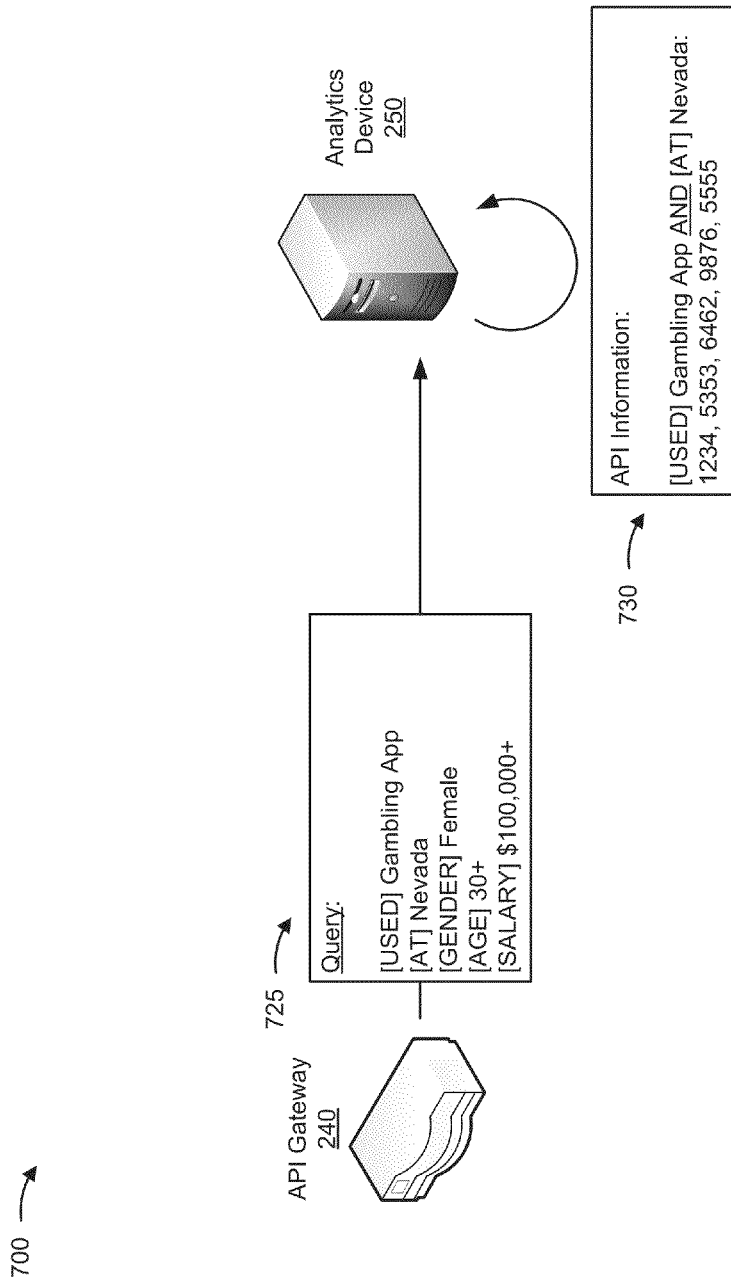 700
API Gateway
240
725
Query:
[USED] Gambling App
[AT] Nevada
[GENDER] Female
[AGE] 30+
[SALARY] $100,000+
Analytics
Device
250
730
API Information:
[USED] Gambling App AND [AT] Nevada:
1234, 5353, 6462, 9876, 5555